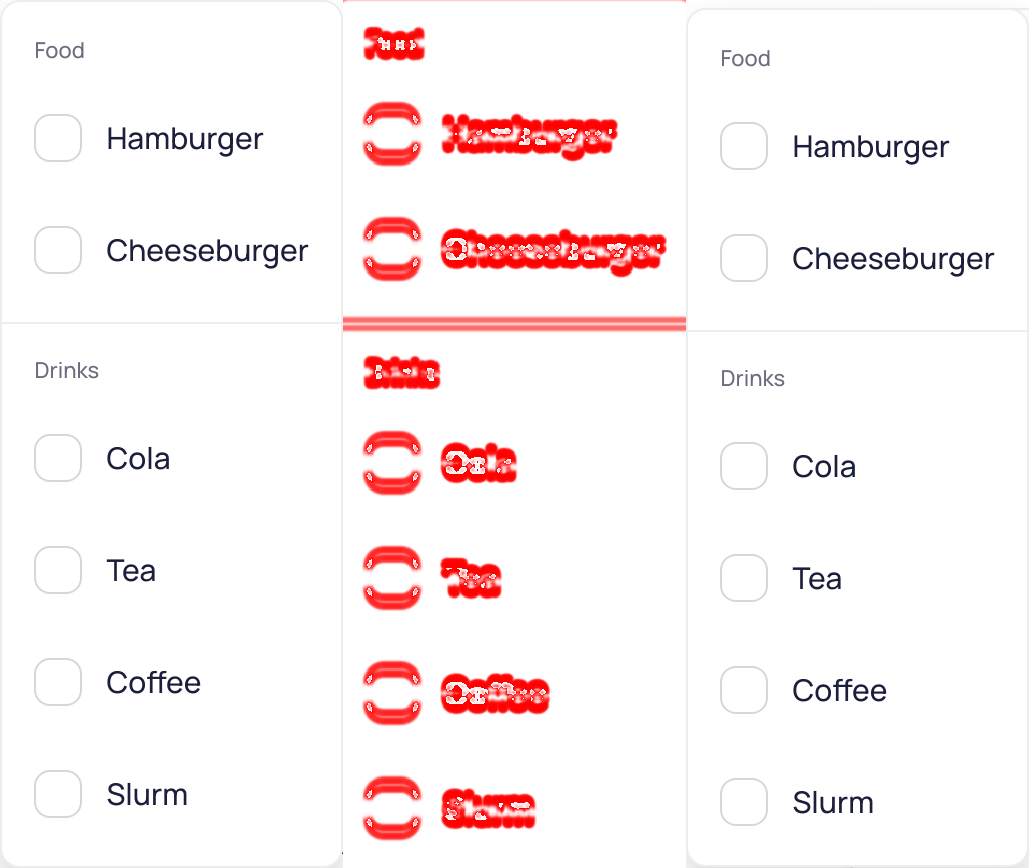 Food
Hamburger
Cheeseburger
Drinks
Cola
Tea
Coffee
Slurm
Food
Hamburger
Cheeseburger
Drinks
Cola
Tea
Coffee
Slurm
Food
Hamburger
Cheeseburger
Drinks
Cola
Tea
Coffee
Slurm